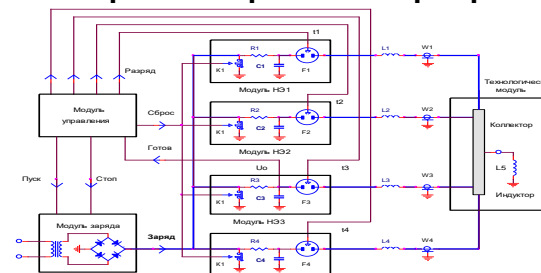 t1
R1
K1
C1
F1
L1
W1
Модуль НЭ1
Разряд
Модуль
управления
Сброс
Готов
t2
R2
K1
C2
F2
L2
W2
Модуль НЭ2
Технологический
модуль
Коллектор
L5
Индуктор
Пуск
Стоп
Uo
t3
R3
K1
C3
F3
L3
W3
Модуль НЭ3
Модуль заряда
Заряд
t4
R4
K1
C4
F4
L4
W4